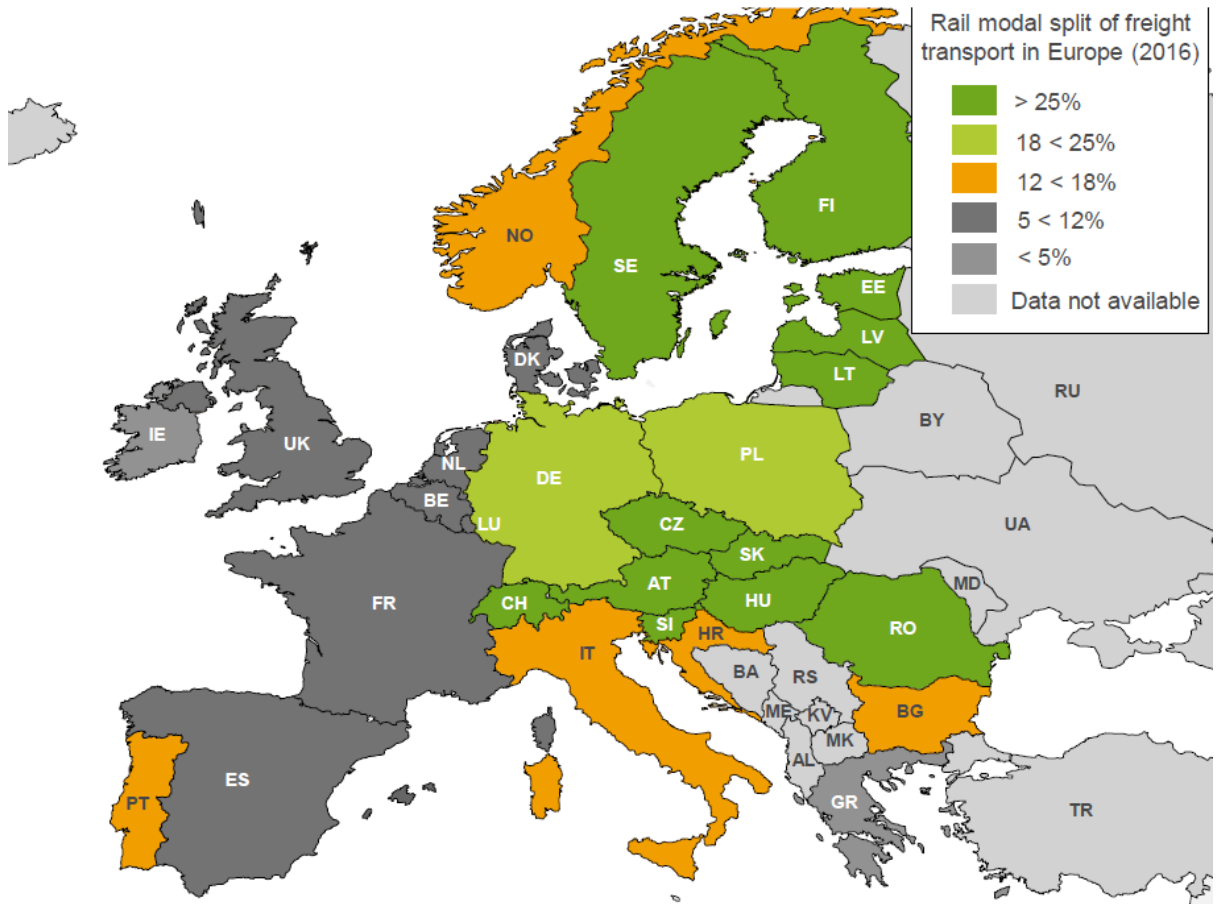 Rail modal split of freight
transport in Europe (2016)
> 25%
18 < 25%
12 < 18%
5 < 12%
< 5%
Data not available
NO
SE
FI
EE
LV
LT
DK
RU
BY
IE
UK
NL
DE
PL
BE
LU
CZ
UA
SK
AT
MD
FR
CH
HU
SI
RO
HR
IT
BA
RS
ME
KV
BG
MK
AL
ES
PT
GR
TR